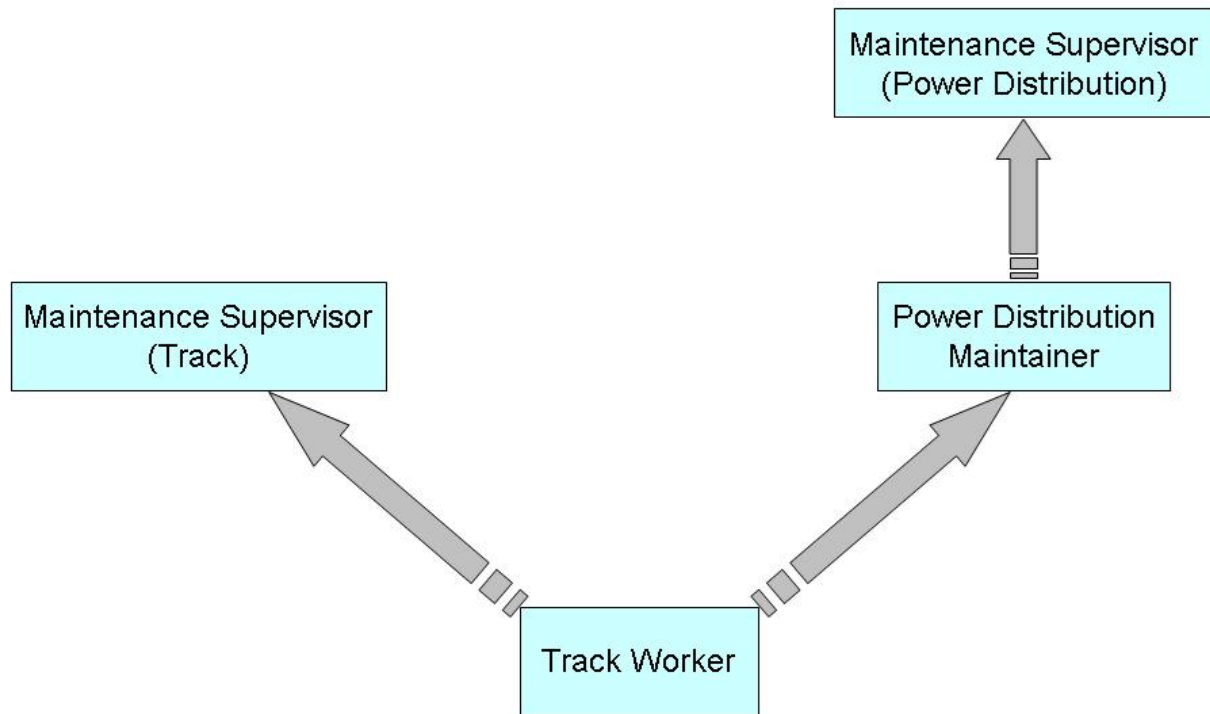 Maintenance Supervisor
(Power Distribution)
Maintenance Supervisor
(Track)
Power Distribution
Maintainer
Track Worker